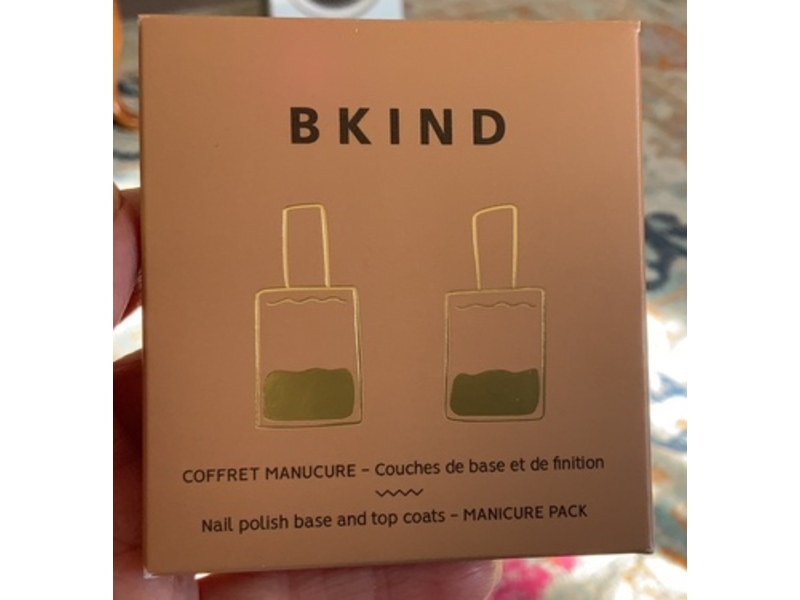 BKIND
COFFRET MANUCURE – Couches de base et de finition
Nail polish base and top coats – MANICURE PACK